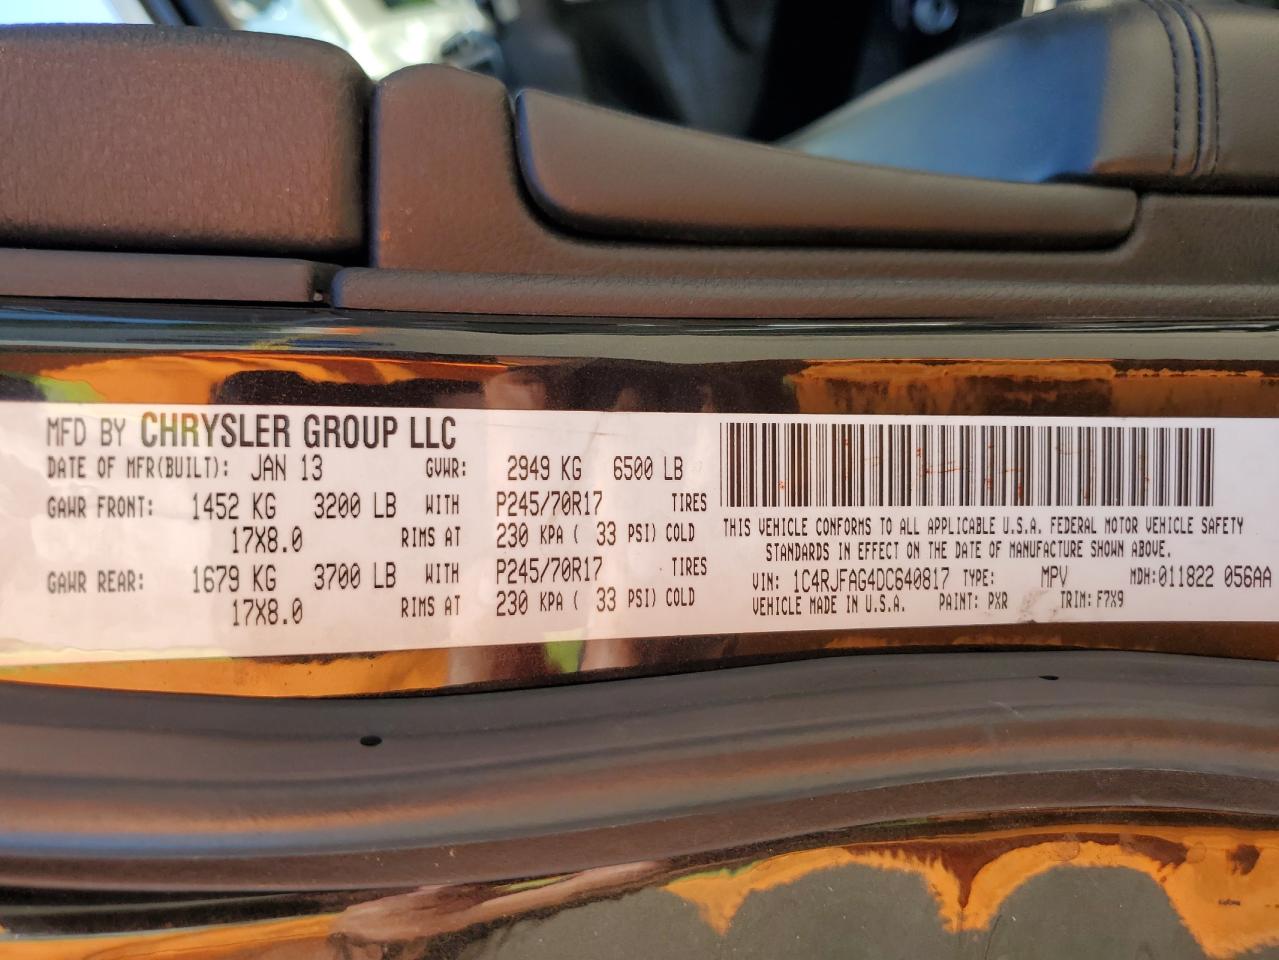 MFD BY CHRYSLER GROUP LLC
DATE OF MFR(BUILT): JAN 13 GVWR: 2949 KG 6500 LB
GAWR FRONT: 1452 KG 3200 LB WITH P245/70R17 TIRES
17X8.0 RIMS AT 230 KPA ( 33 PSI) COLD
GAWR REAR: 1679 KG 3700 LB WITH P245/70R17 TIRES
17X8.0 RIMS AT 230 KPA ( 33 PSI) COLD
THIS VEHICLE CONFORMS TO ALL APPLICABLE U.S.A. FEDERAL MOTOR VEHICLE SAFETY
STANDARDS IN EFFECT ON THE DATE OF MANUFACTURE SHOWN ABOVE.
VIN: 1C4RJFAG4DC640817 TYPE: MPV MDH:011822 056AA
VEHICLE MADE IN U.S.A. PAINT: PXR TRIM: F7X9